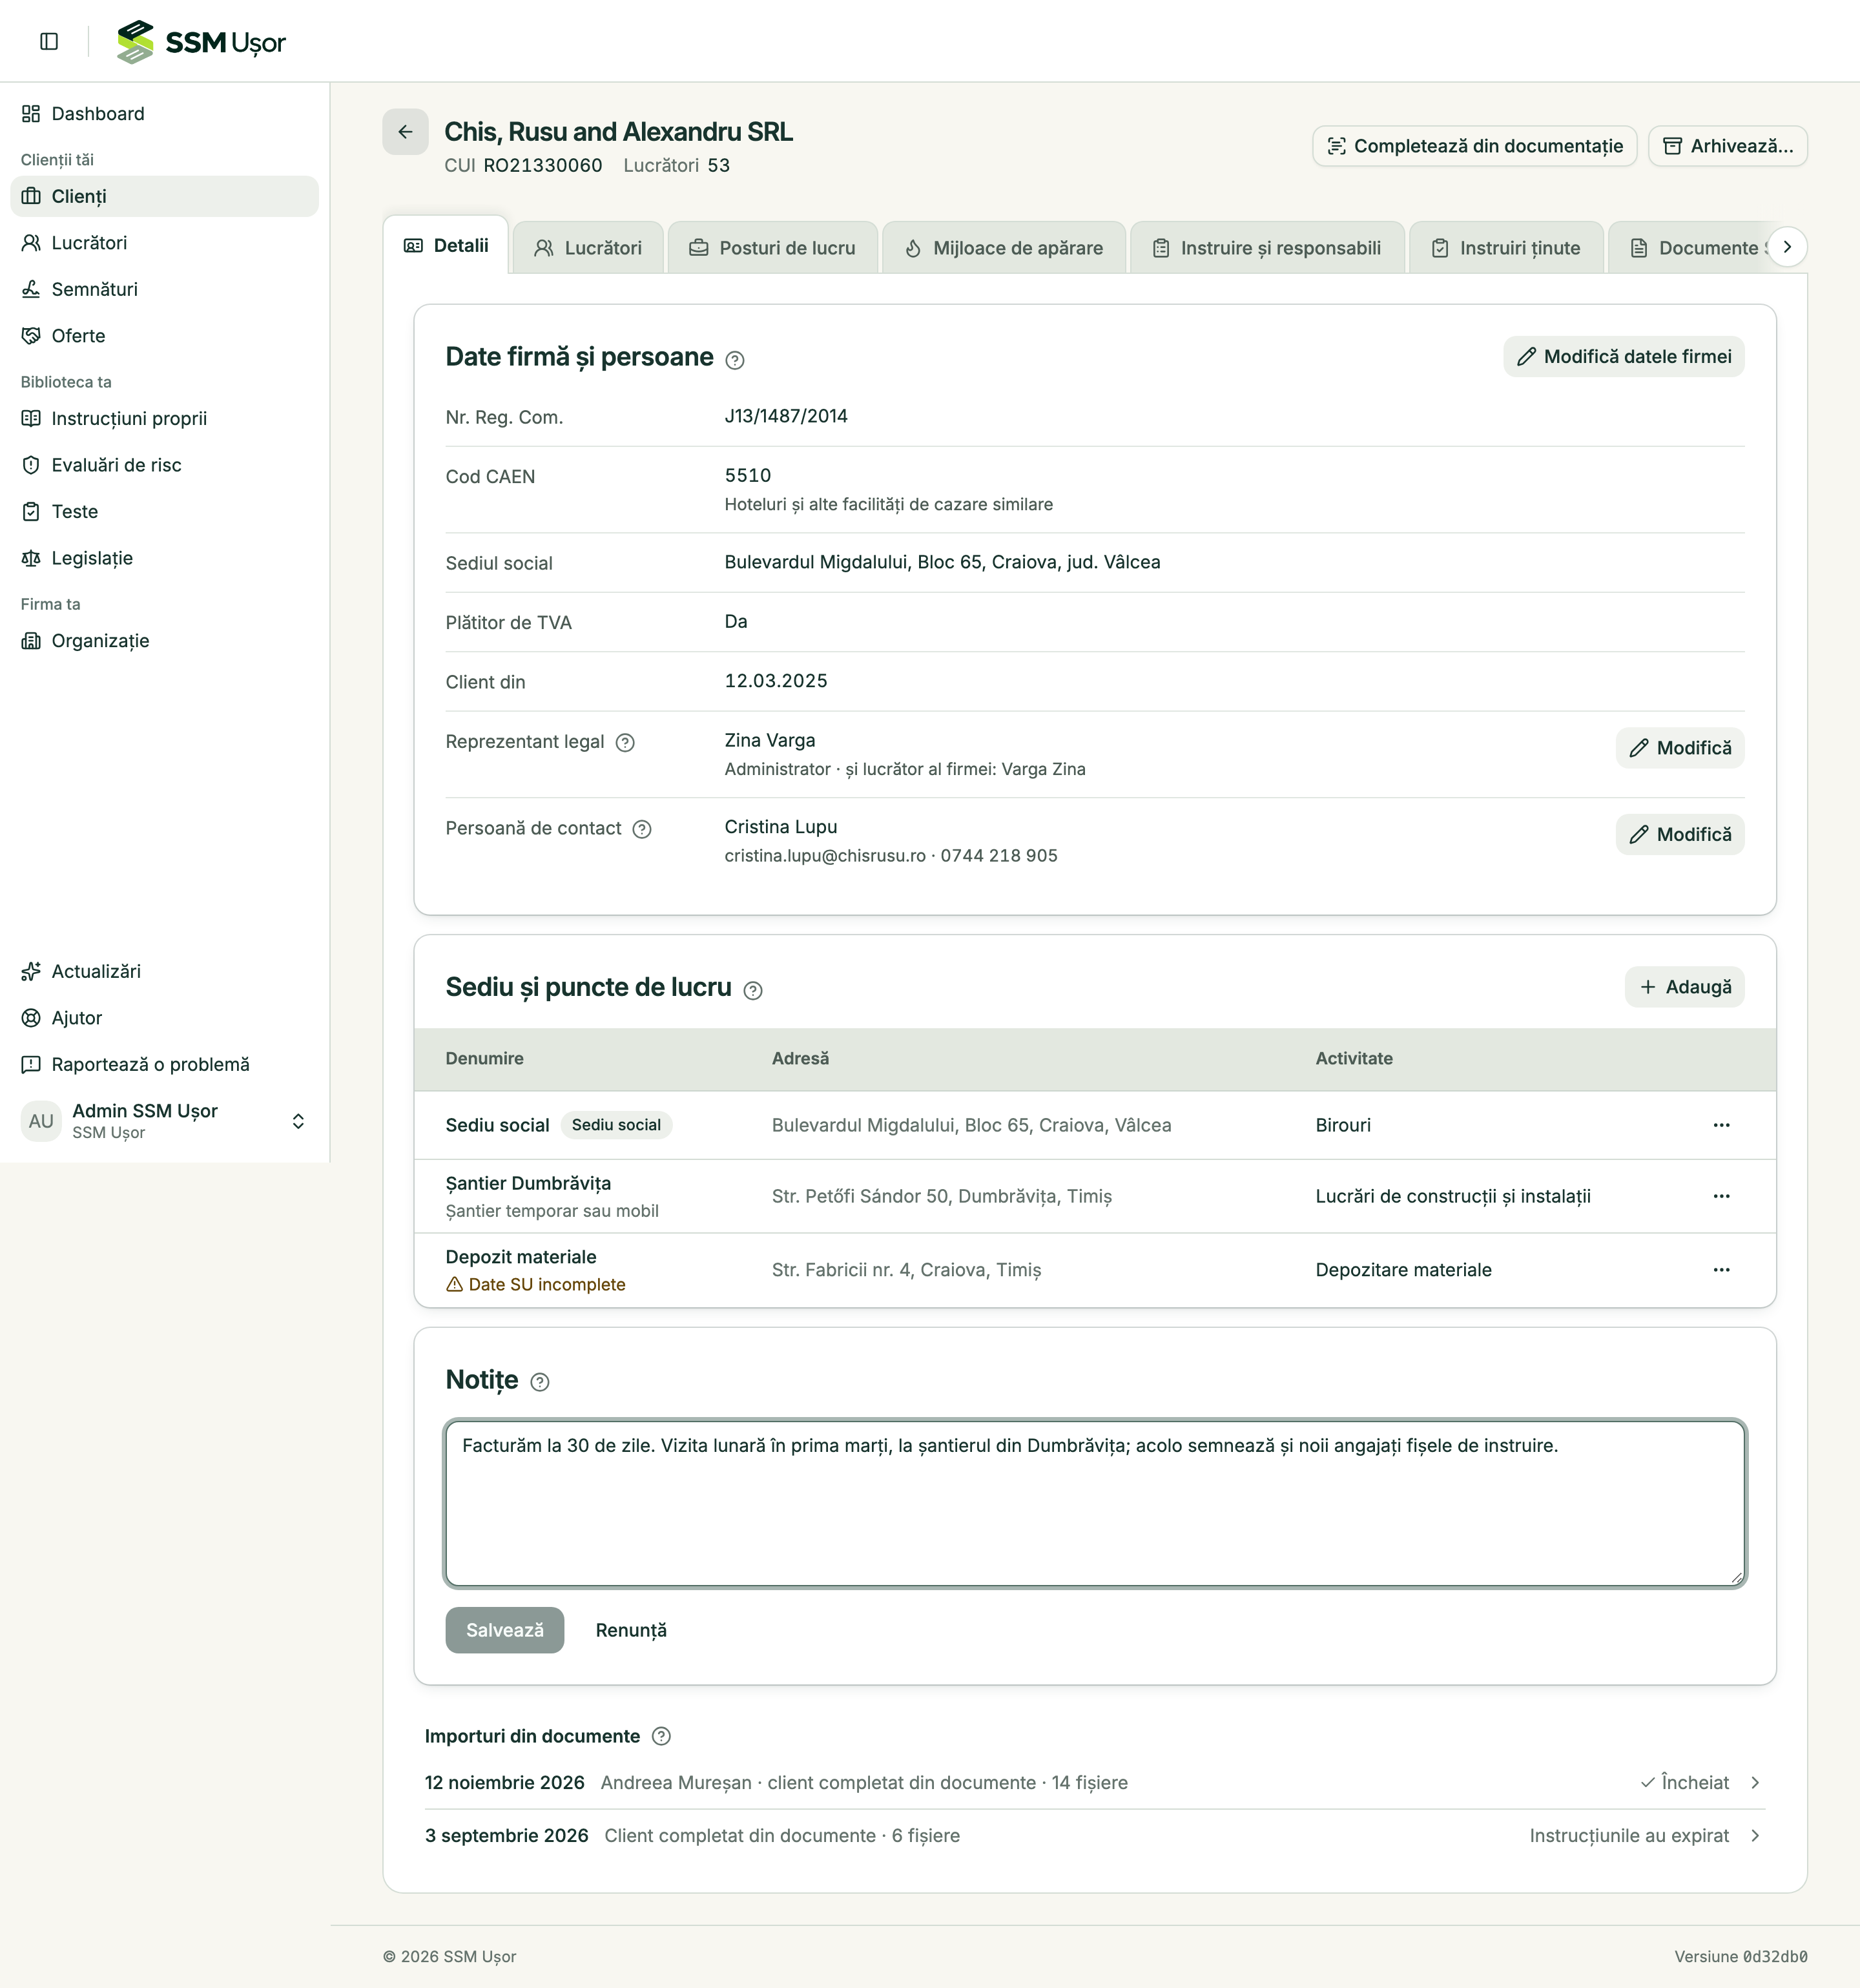 SSM Ușor
Dashboard
Clienții tăi
Clienți
Lucrători
Semnături
Oferte
Biblioteca ta
Instrucțiuni proprii
Evaluări de risc
Teste
Legislație
Firma ta
Organizație
Actualizări
Ajutor
Raportează o problemă
AU
Admin SSM Ușor
SSM Ușor
Chis, Rusu and Alexandru SRL
CUI RO21330060 Lucrători 53
Completează din documentație
Arhivează...
Detalii
Lucrători
Posturi de lucru
Mijloace de apărare
Instruire și responsabili
Instruiri ținute
Documente
Date firmă și persoane
Modifică datele firmei
Nr. Reg. Com. J13/1487/2014
Cod CAEN 5510
Hoteluri și alte facilități de cazare similare
Sediul social Bulevardul Migdalului, Bloc 65, Craiova, jud. Vâlcea
Plătitor de TVA Da
Client din 12.03.2025
Reprezentant legal Zina Varga
Administrator · și lucrător al firmei: Varga Zina
Modifică
Persoană de contact Cristina Lupu
cristina.lupu@chisrusu.ro · 0744 218 905
Modifică
Sediu și puncte de lucru
Adaugă
Denumire Adresă Activitate
Sediu social Sediu social Bulevardul Migdalului, Bloc 65, Craiova, Vâlcea Birouri
Șantier Dumbrăvița
Șantier temporar sau mobil
Str. Petőfi Sándor 50, Dumbrăvița, Timiș Lucrări de construcții și instalații
Depozit materiale
Date SU incomplete
Str. Fabricii nr. 4, Craiova, Timiș Depozitare materiale
Notițe
Facturăm la 30 de zile. Vizita lunară în prima marți, la șantierul din Dumbrăvița; acolo semnează și noii angajați fișele de instruire.
Salvează
Renunță
Importuri din documente
12 noiembrie 2026 Andreea Mureșan · client completat din documente · 14 fișiere Încheiat
3 septembrie 2026 Client completat din documente · 6 fișiere Instrucțiunile au expirat
© 2026 SSM Ușor
Versiune 0d32db0